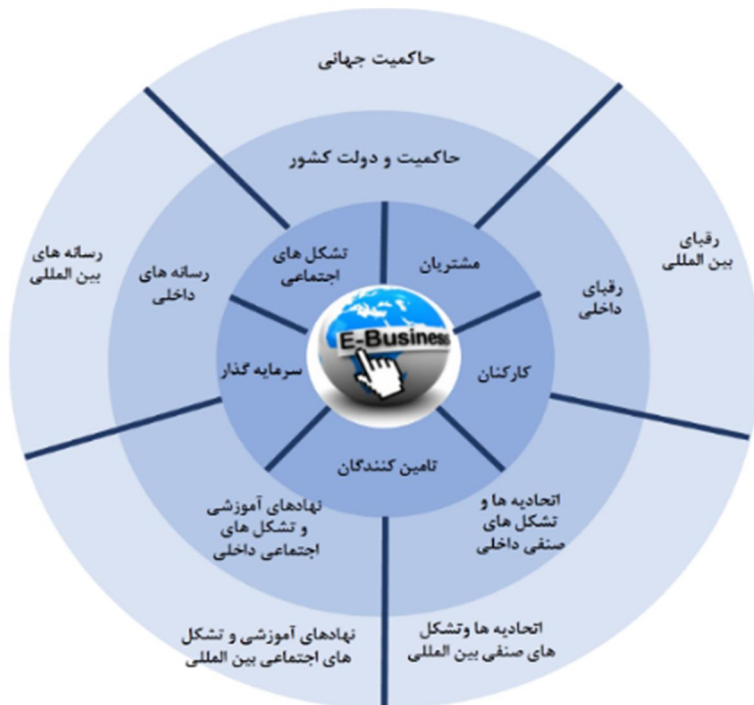 حاکمیت جهانی
حاکمیت و دولت کشور
رسانه های
بین المللی
رسانه های
داخلی
تشکل های
اجتماعی
مشتریان
رقبای
داخلی
رقبای
بین المللی
E-Business
سرمایه گذار
کارکنان
تامین کنندگان
نهادهای آموزشی
و تشکل های
اجتماعی داخلی
اتحادیه ها و
تشکل های
صنفی داخلی
نهادهای آموزشی و تشکل
های اجتماعی بین المللی
اتحادیه ها وتشکل
های صنفی بین المللی